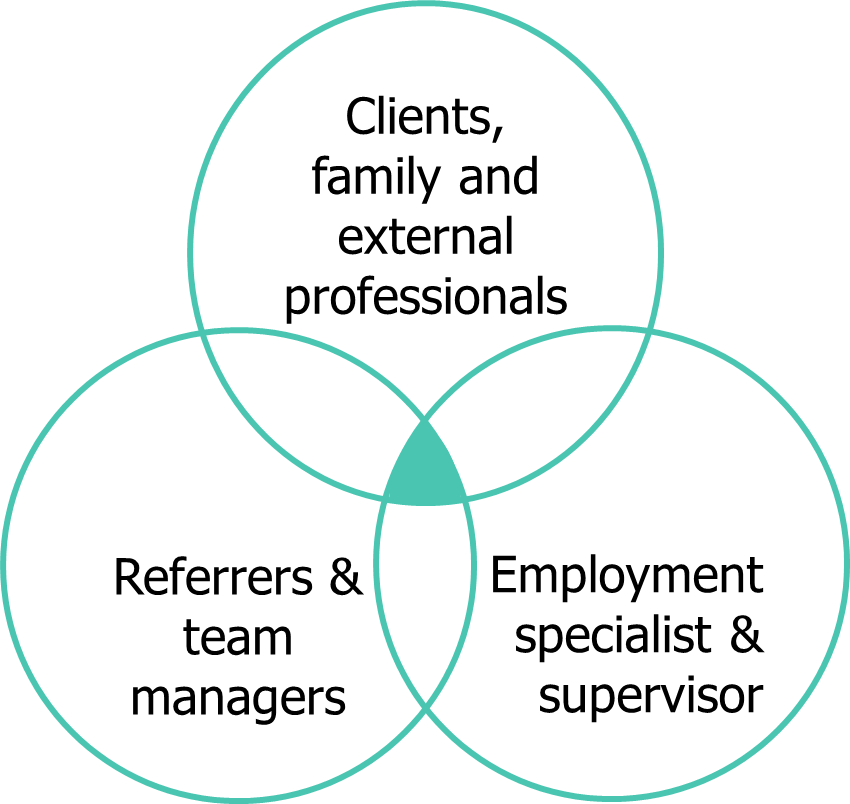 Clients,
family and
external
professionals
Referrers &
team
managers
Employment
specialist &
supervisor